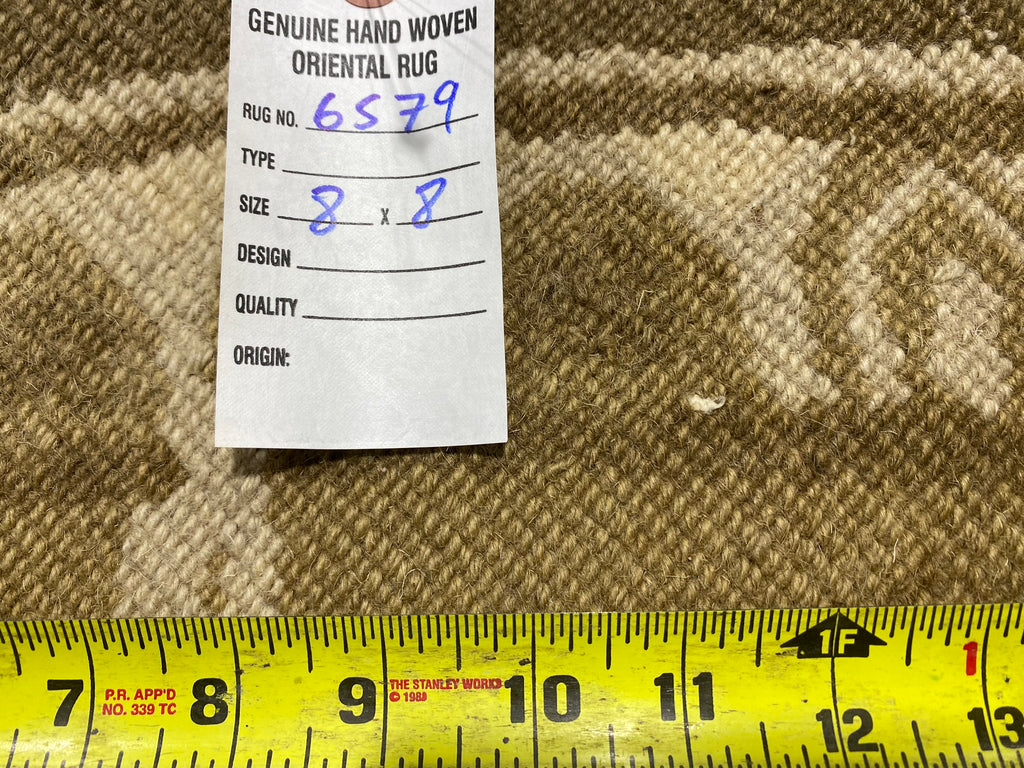 GENUINE HAND WOVEN
ORIENTAL RUG
RUG NO. 6579
TYPE
SIZE 8 X 8
DESIGN
QUALITY
ORIGIN:
1F
1
7 P.R. APP'D 8 9 THE STANLEY WORKS 10 11 12 13
NO. 339 TC © 1989